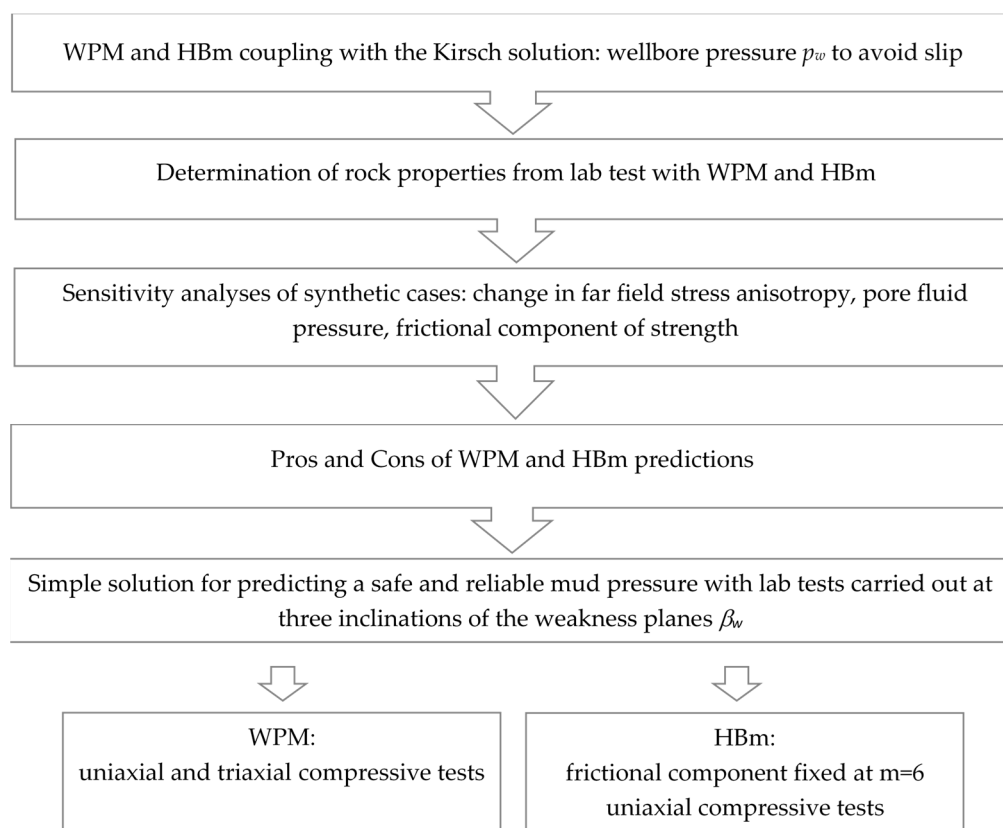 WPM and HBm coupling with the Kirsch solution: wellbore pressure pw to avoid slip
Determination of rock properties from lab test with WPM and HBm
Sensitivity analyses of synthetic cases: change in far field stress anisotropy, pore fluid
pressure, frictional component of strength
Pros and Cons of WPM and HBm predictions
Simple solution for predicting a safe and reliable mud pressure with lab tests carried out at
three inclinations of the weakness planes βw
WPM:
uniaxial and triaxial compressive tests
HBm:
frictional component fixed at m=6
uniaxial compressive tests